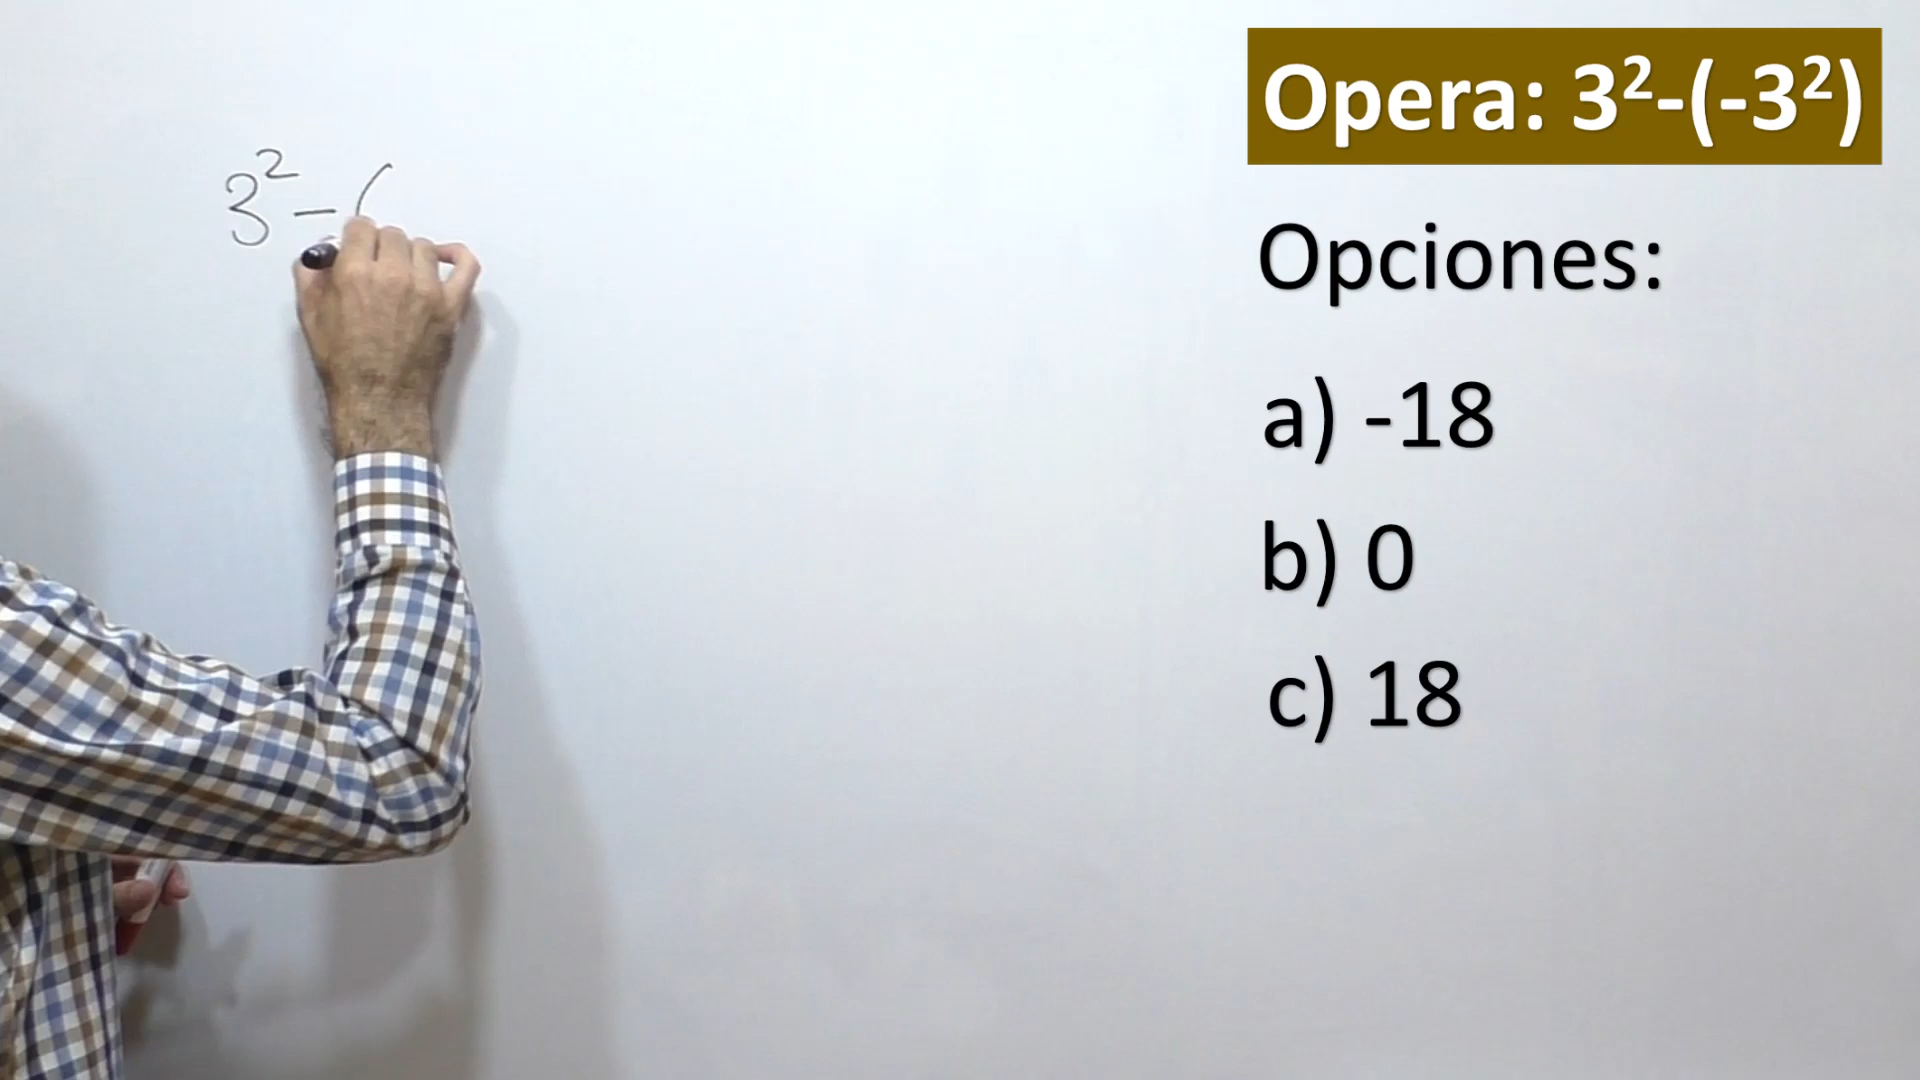 3²-(
Opera: 3²-(-3²)
Opciones:
a) -18
b) 0
c) 18